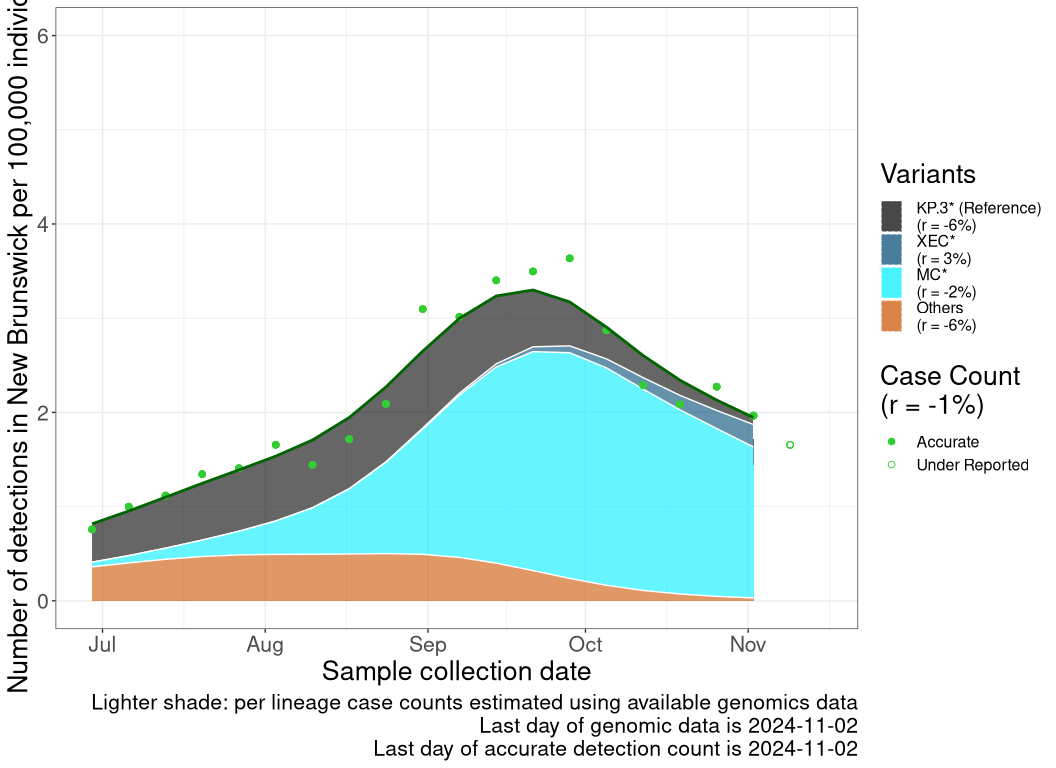 Number of detections in New Brunswick per 100,000
6
4
2
0
Jul Aug Sep Oct Nov
Sample collection date
Lighter shade: per lineage case counts estimated using available genomics data
Last day of genomic data is 2024-11-02
Last day of accurate detection count is 2024-11-02
Variants
KP.3* (Reference)
(r = -6%)
XEC*
(r = 3%)
MC*
(r = -2%)
Others
(r = -6%)
Case Count
(r = -1%)
Accurate
Under Reported